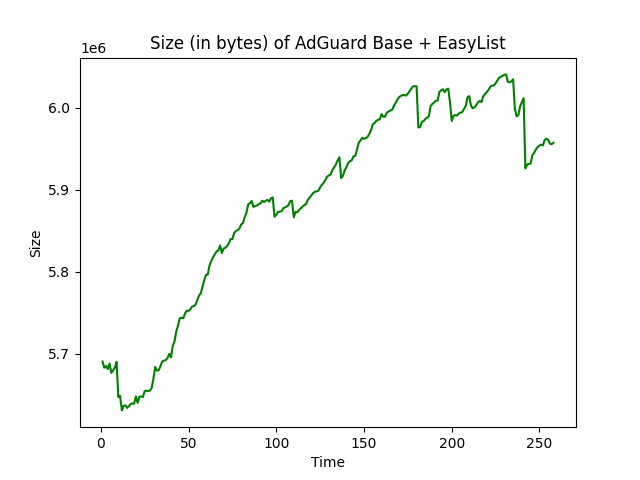 Size (in bytes) of AdGuard Base + EasyList
1e6
6.0
5.9
5.8
5.7
Size
0 50 100 150 200 250
Time